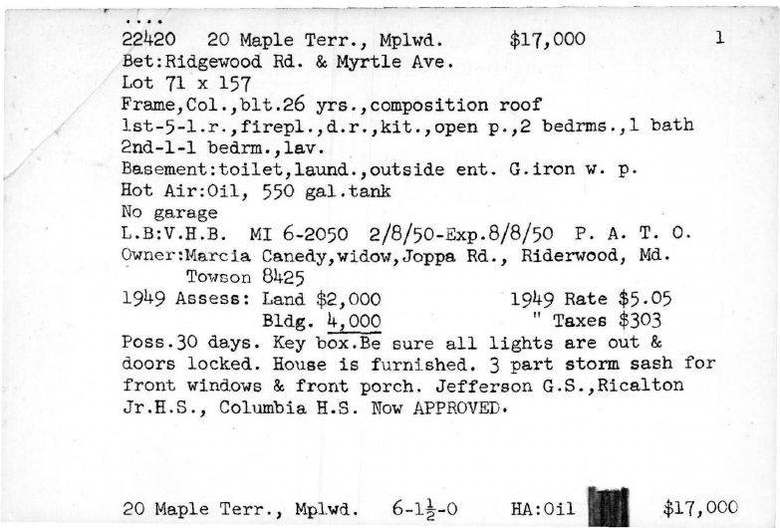 ....
22420 20 Maple Terr., Mplwd. $17,000 1
Bet:Ridgewood Rd. & Myrtle Ave.
Lot 71 x 157
Frame,Col.,blt.26 yrs.,composition roof
1st-5-l.r.,firepl.,d.r.,kit.,open p.,2 bedrms.,1 bath
2nd-1-1 bedrm.,lav.
Basement:toilet,laund.,outside ent. G.iron w. p.
Hot Air:Oil, 550 gal.tank
No garage
L.B:V.H.B. MI 6-2050 2/8/50-Exp.8/8/50 P. A. T. O.
Owner:Marcia Canedy,widow,Joppa Rd., Riderwood, Md.
Towson 8425
1949 Assess: Land $2,000 1949 Rate $5.05
Bldg. 4,000 " Taxes $303
Poss.30 days. Key box.Be sure all lights are out &
doors locked. House is furnished. 3 part storm sash for
front windows & front porch. Jefferson G.S.,Ricalton
Jr.H.S., Columbia H.S. Now APPROVED.
20 Maple Terr., Mplwd. 6-1½-0 HA:Oil $17,000